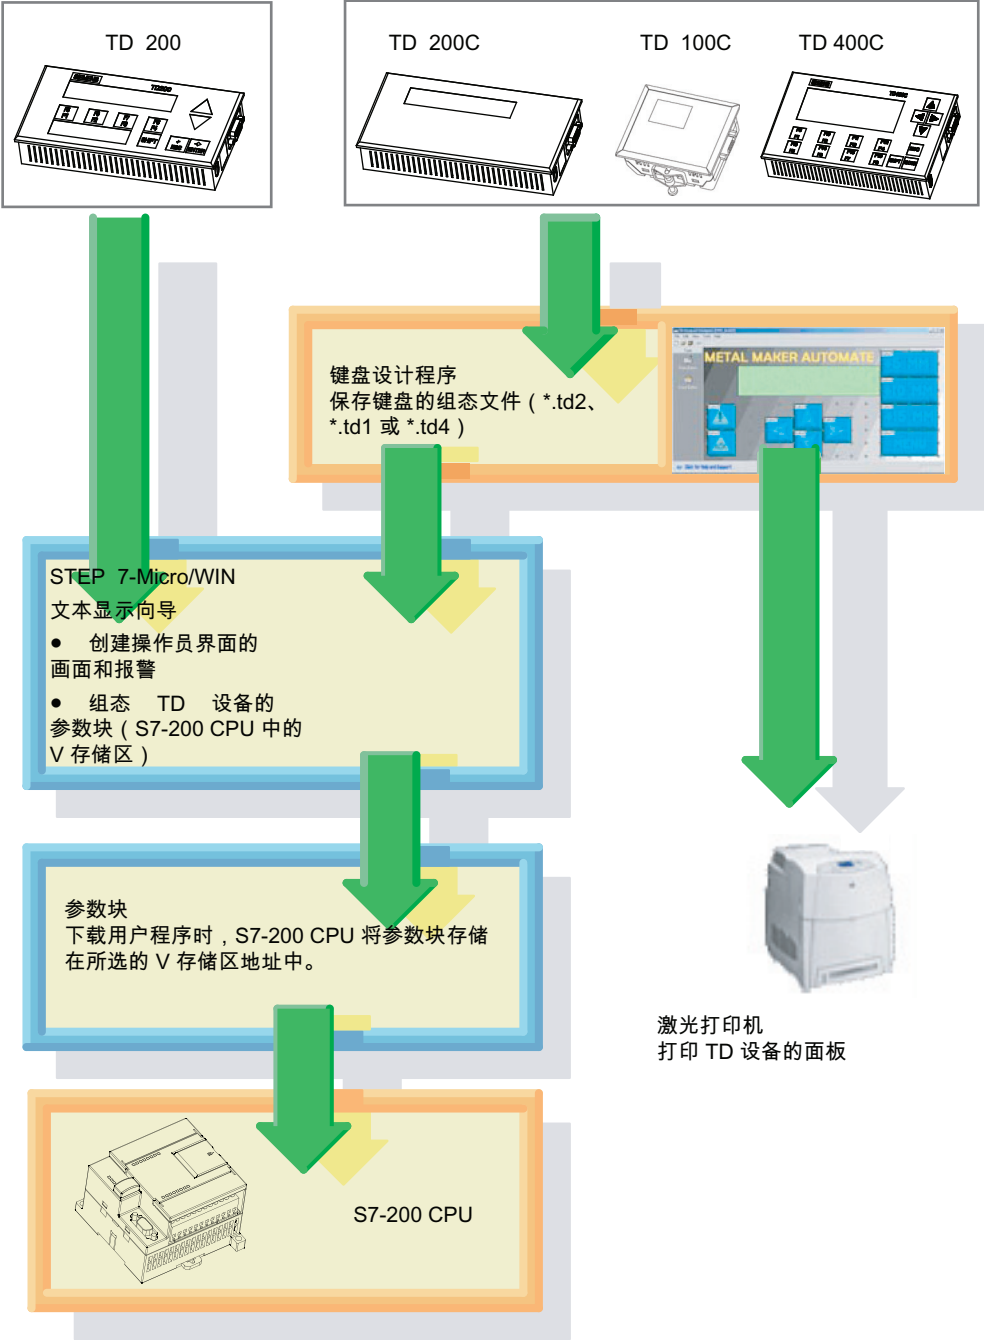 TD 200
TD 200C
TD 100C
TD 400C
TD200
键盘设计程序
保存键盘的组态文件（*.td2、
*.td1 或 *.td4）
METAL MAKER AUTOMATE
STEP 7-Micro/WIN
文本显示向导
● 创建操作员界面的
画面和报警
● 组态 TD 设备的
参数块（S7-200 CPU 中的
V 存储区）
参数块
下载用户程序时，S7-200 CPU 将参数块存储
在所选的 V 存储区地址中。
激光打印机
打印 TD 设备的面板
S7-200 CPU